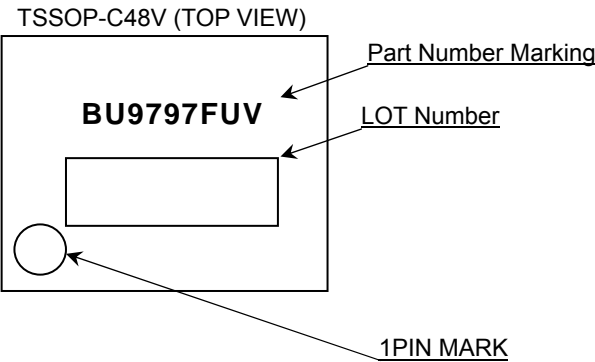 TSSOP-C48V (TOP VIEW)
Part Number Marking
BU9797FUV
LOT Number
1PIN MARK